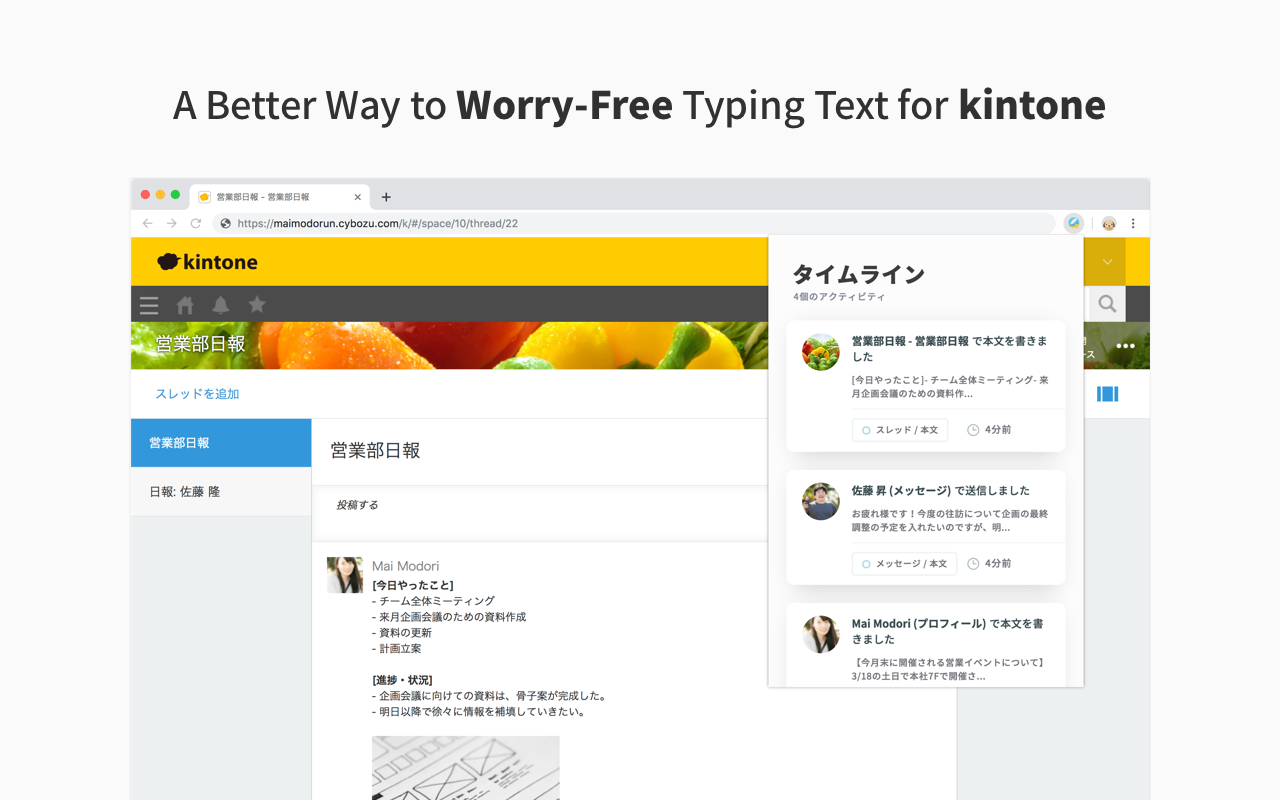 A Better Way to Worry-Free Typing Text for kintone
営業部日報 - 営業部日報
https://maimodorun.cybozu.com/k/#/space/10/thread/22
kintone
営業部日報
スレッドを追加
営業部日報
日報: 佐藤 隆
営業部日報
投稿する
Mai Modori
[今日やったこと]
- チーム全体ミーティング
- 来月企画会議のための資料作成
- 資料の更新
- 計画立案
[進捗・状況]
- 企画会議に向けての資料は、骨子案が完成した。
- 明日以降で徐々に情報を補填していきたい。
タイムライン
4個のアクティビティ
営業部日報 - 営業部日報 で本文を書きま
した
[今日やったこと]- チーム全体ミーティング- 来
月企画会議のための資料作...
スレッド / 本文
4分前
佐藤 昇 (メッセージ) で送信しました
お疲れ様です！今度の往訪について企画の最終
調整の予定を入れたいのですが、明...
メッセージ / 本文
4分前
Mai Modori (プロフィール) で本文を書
きました
【今月末に開催される営業イベントについて】
3/18の土日で本社7Fで開催さ...
ース